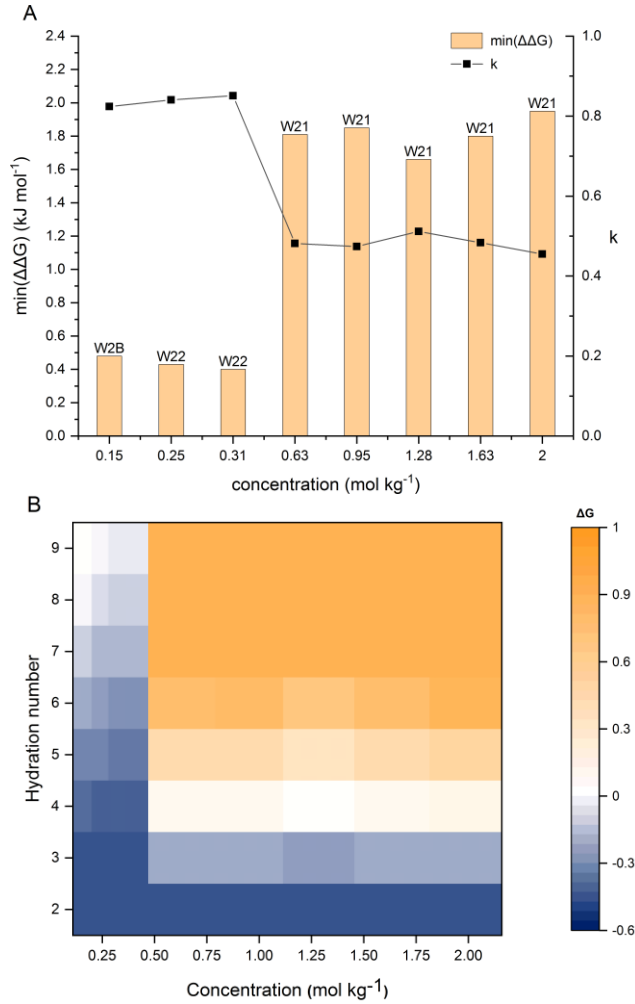 A
min(ΔΔG)
k
2.4
2.2
2.0
1.8
1.6
1.4
1.2
1.0
0.8
0.6
0.4
0.2
0.0
min(ΔΔG) (kJ mol⁻¹)
W2B
W22
W22
W21
W21
W21
W21
W21
1.0
0.8
0.6
0.4
0.2
0.0
k
0.15
0.25
0.31
0.63
0.95
1.28
1.63
2
concentration (mol kg⁻¹)
B
9
8
7
6
5
4
3
2
Hydration number
0.25
0.50
0.75
1.00
1.25
1.50
1.75
2.00
Concentration (mol kg⁻¹)
ΔG
1
0.9
0.6
0.3
0
-0.3
-0.6